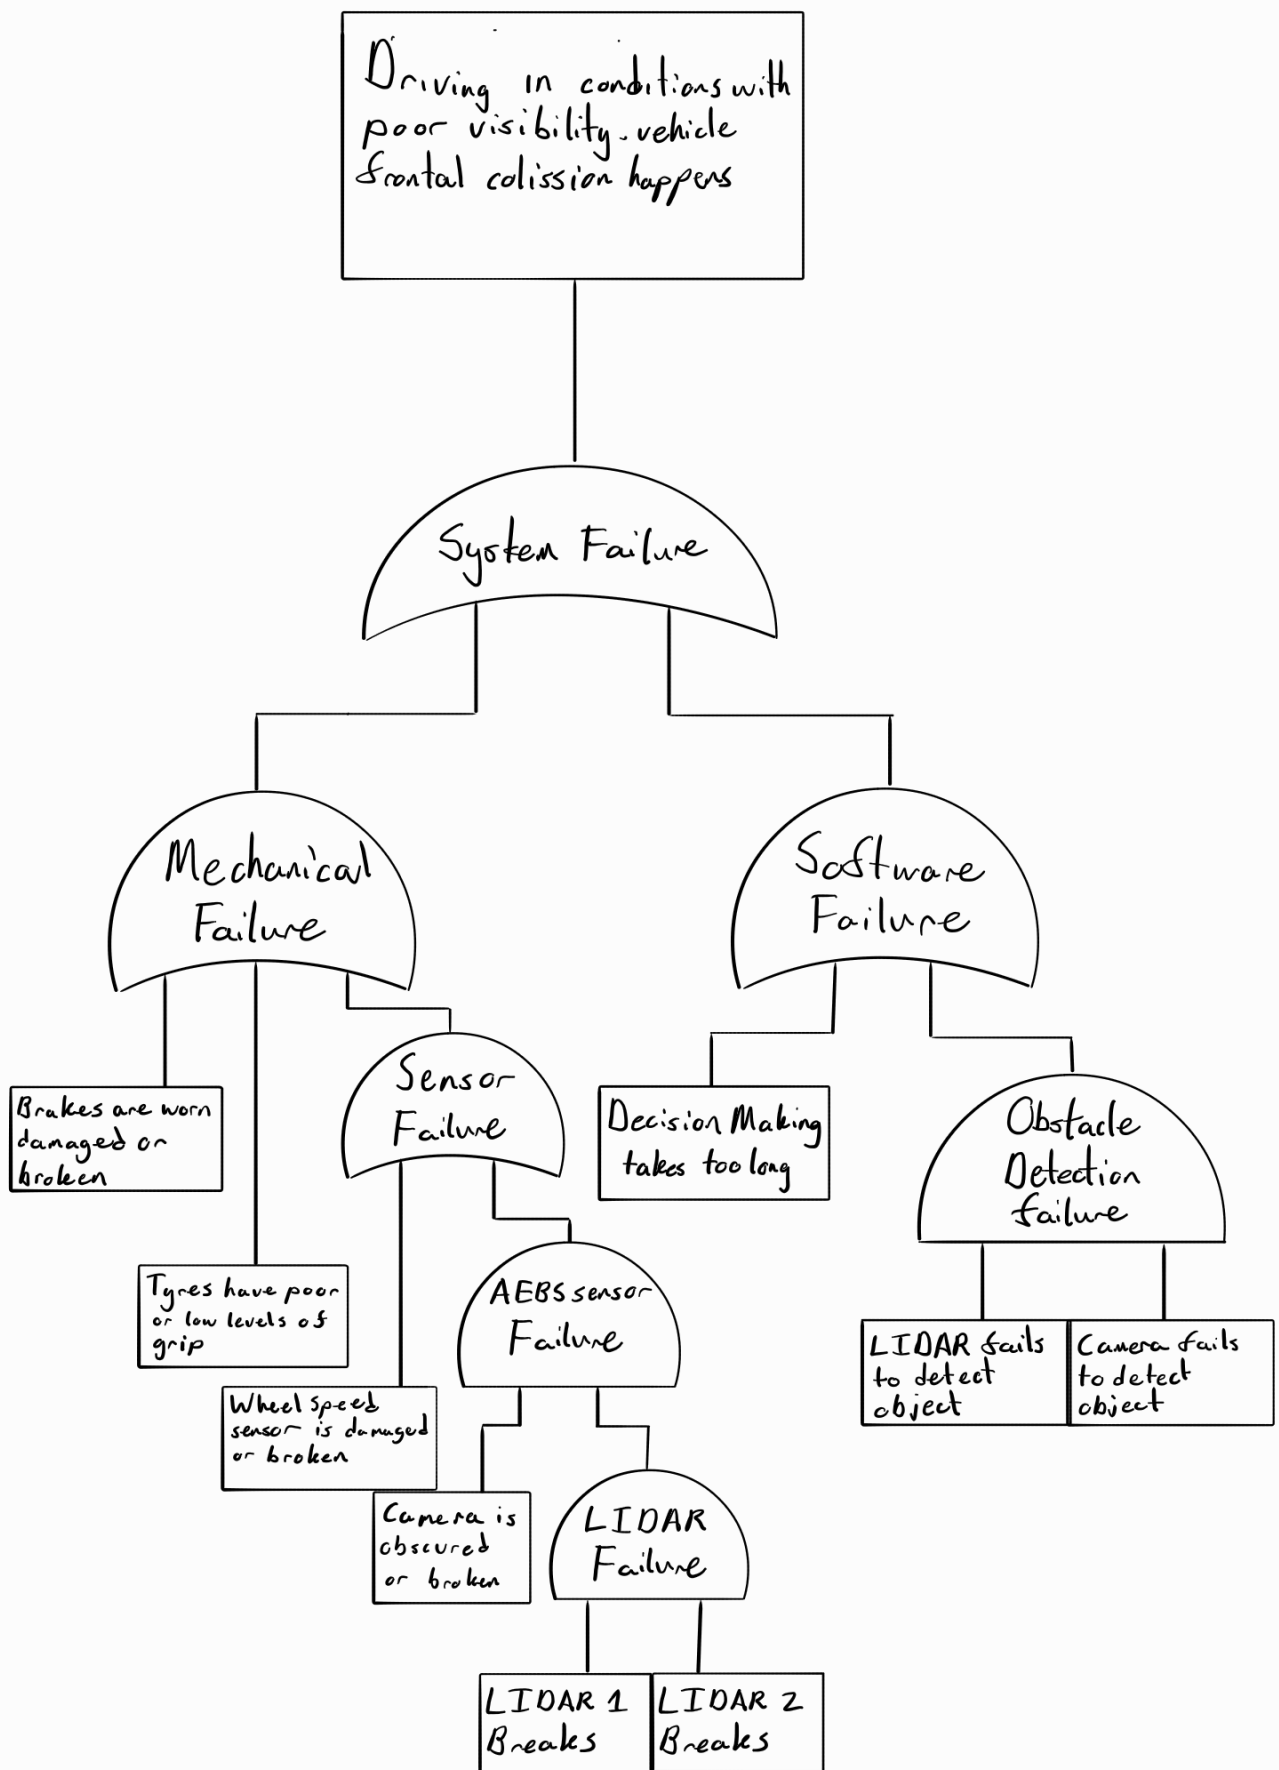 Driving in conditions with
poor visibility. vehicle
frontal colission happens
System Failure
Mechanical
Failure
Software
Failure
Sensor
Failure
Brakes are worn
damaged or
broken
Decision Making
takes too long
Obstacle
Detection
failure
Tyres have poor
or low levels of
grip
AEBS sensor
Failure
LIDAR fails
to detect
object
Camera fails
to detect
object
Wheel speed
sensor is damaged
or broken
Camera is
obscured
or broken
LIDAR
Failure
LIDAR 1
Breaks
LIDAR 2
Breaks